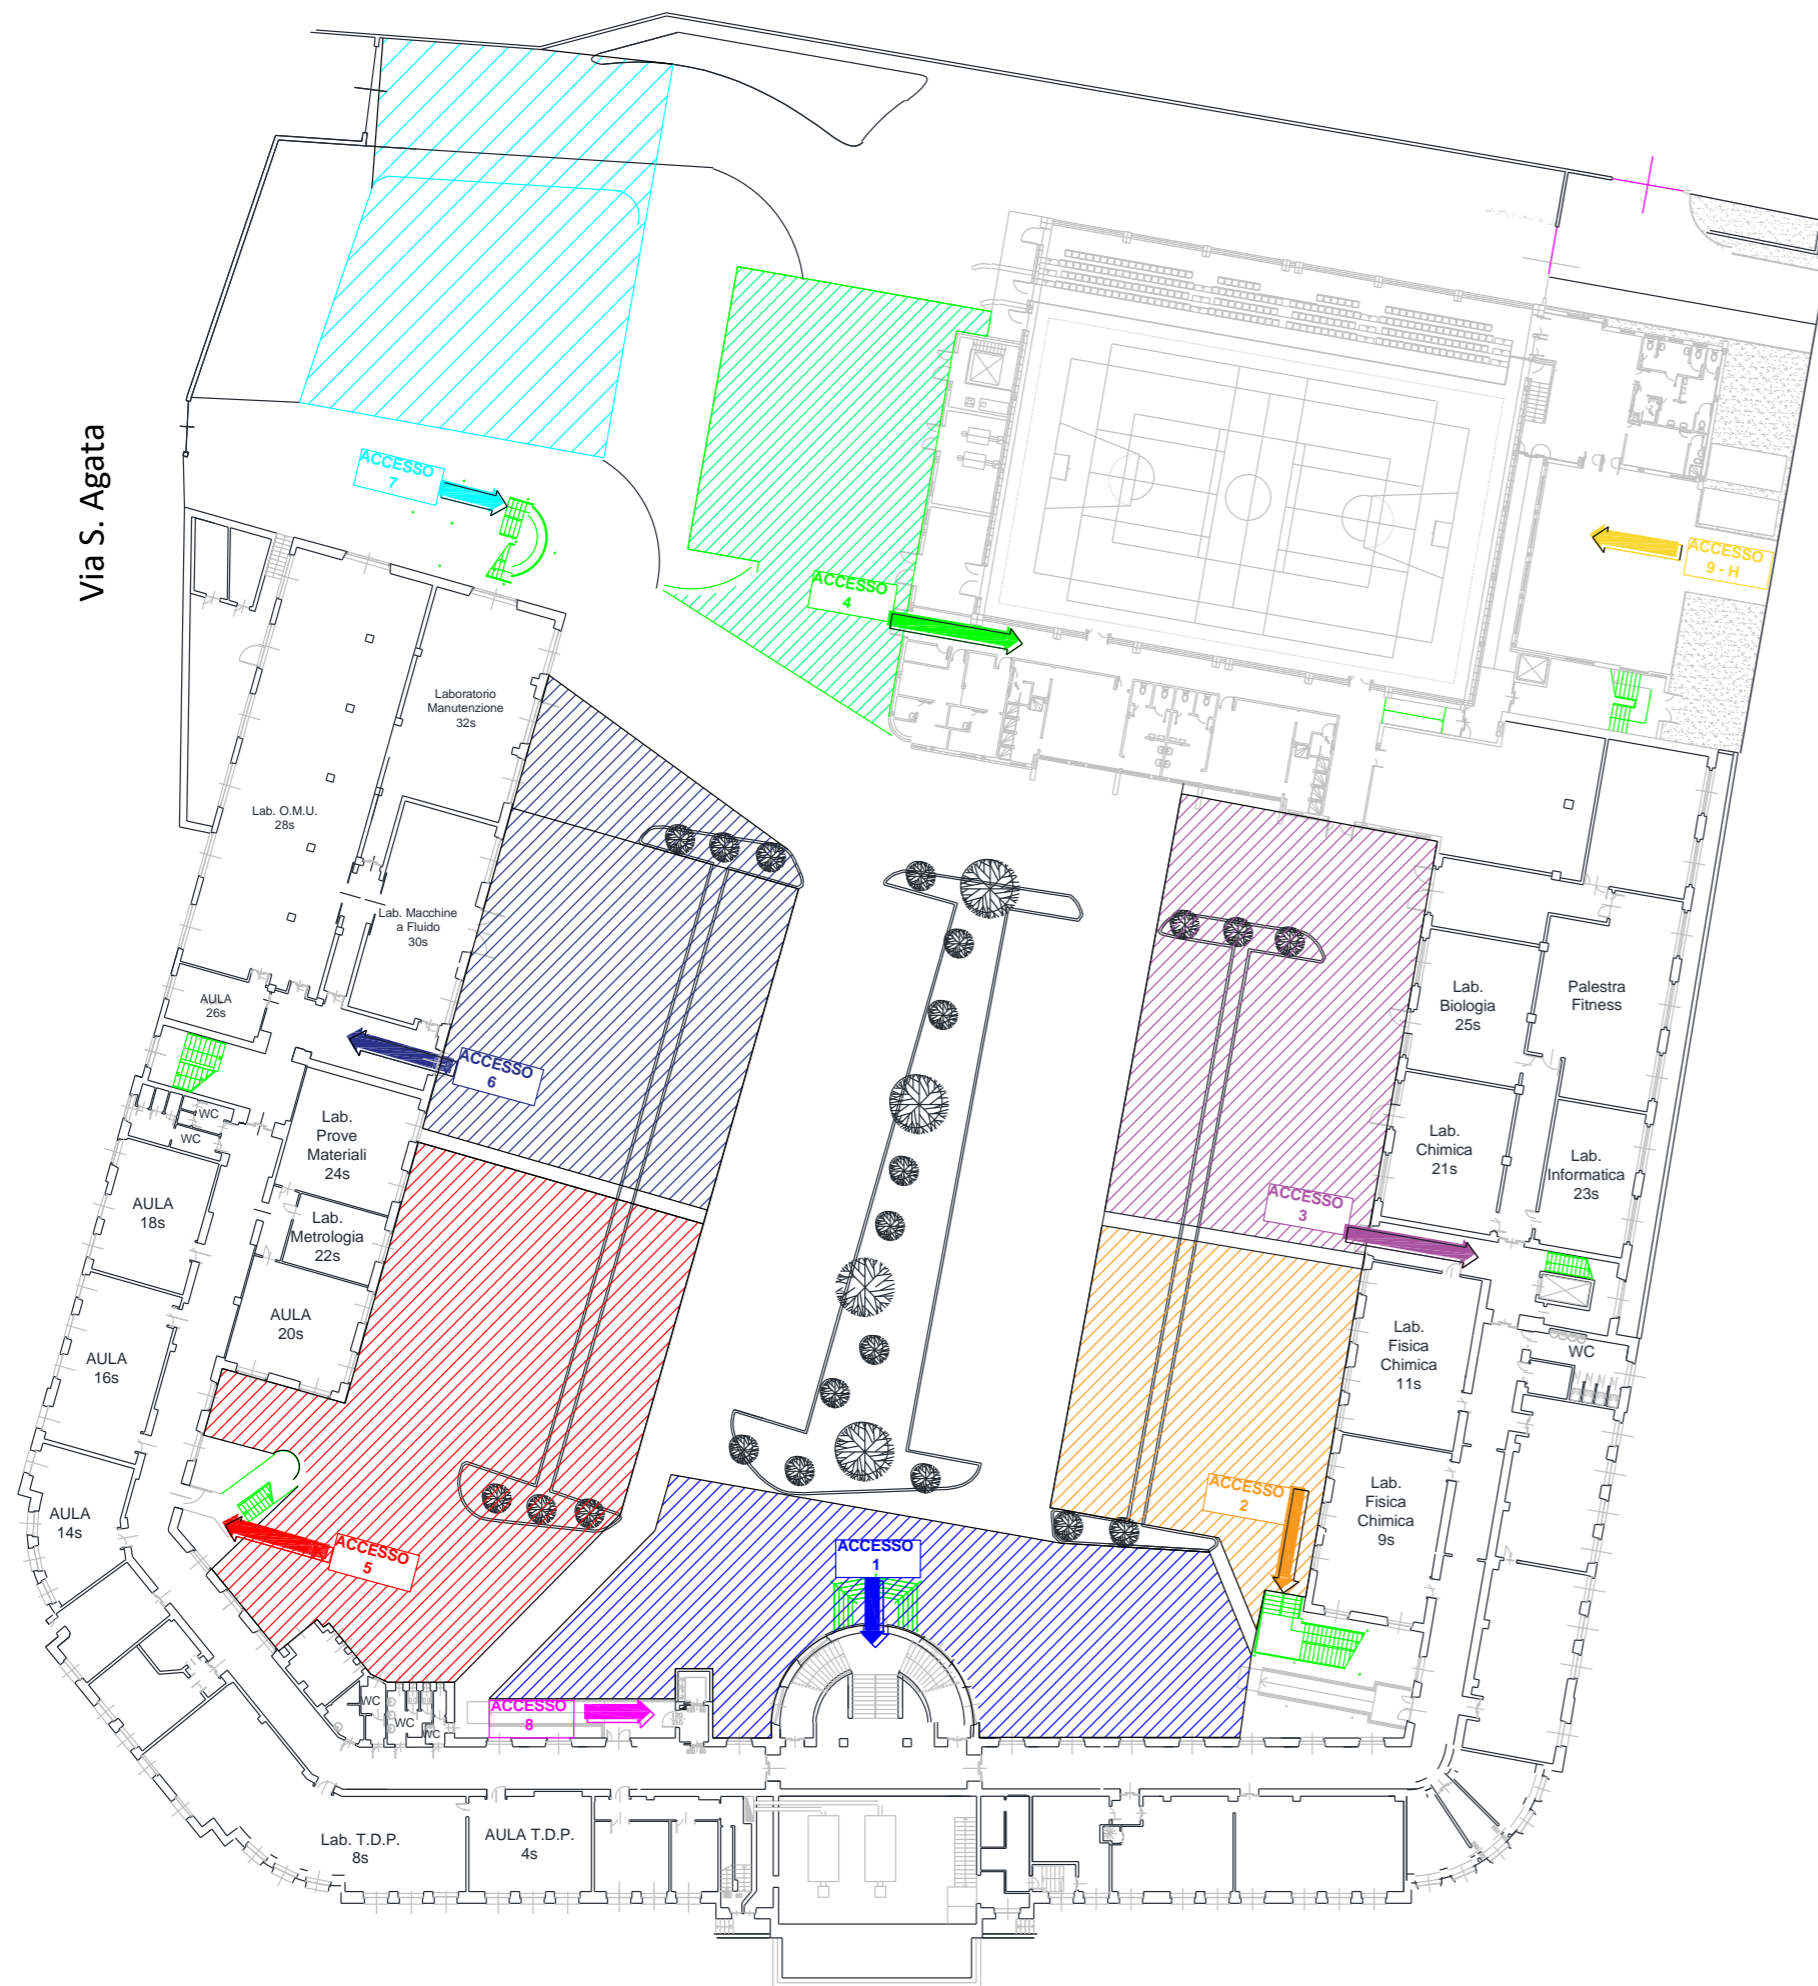 Via S. Agata
ACCESSO
7
ACCESSO
4
ACCESSO
9 - H
Laboratorio
Manutenzione
32s
Lab. O.M.U.
28s
Lab. Macchine
a Fluido
30s
AULA
26s
ACCESSO
6
WC
WC
Lab.
Prove
Materiali
24s
AULA
18s
Lab.
Metrologia
22s
AULA
20s
AULA
16s
AULA
14s
ACCESSO
5
Lab.
Biologia
25s
Palestra
Fitness
Lab.
Chimica
21s
Lab.
Informatica
23s
ACCESSO
3
Lab.
Fisica
Chimica
11s
WC
ACCESSO
2
Lab.
Fisica
Chimica
9s
ACCESSO
1
ACCESSO
8
WC
WC
WC
Lab. T.D.P.
8s
AULA T.D.P.
4s